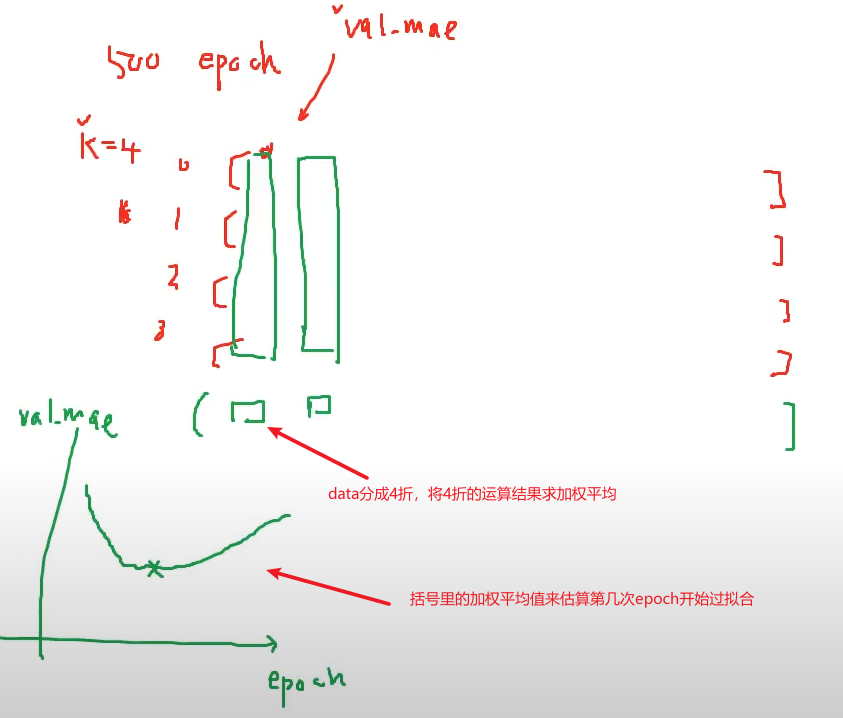 val_mae
500 epoch
K=4
0
1
2
3
val_mae
data分成4折，将4折的运算结果求加权平均
括号里的加权平均值来估算第几次epoch开始过拟合
epoch